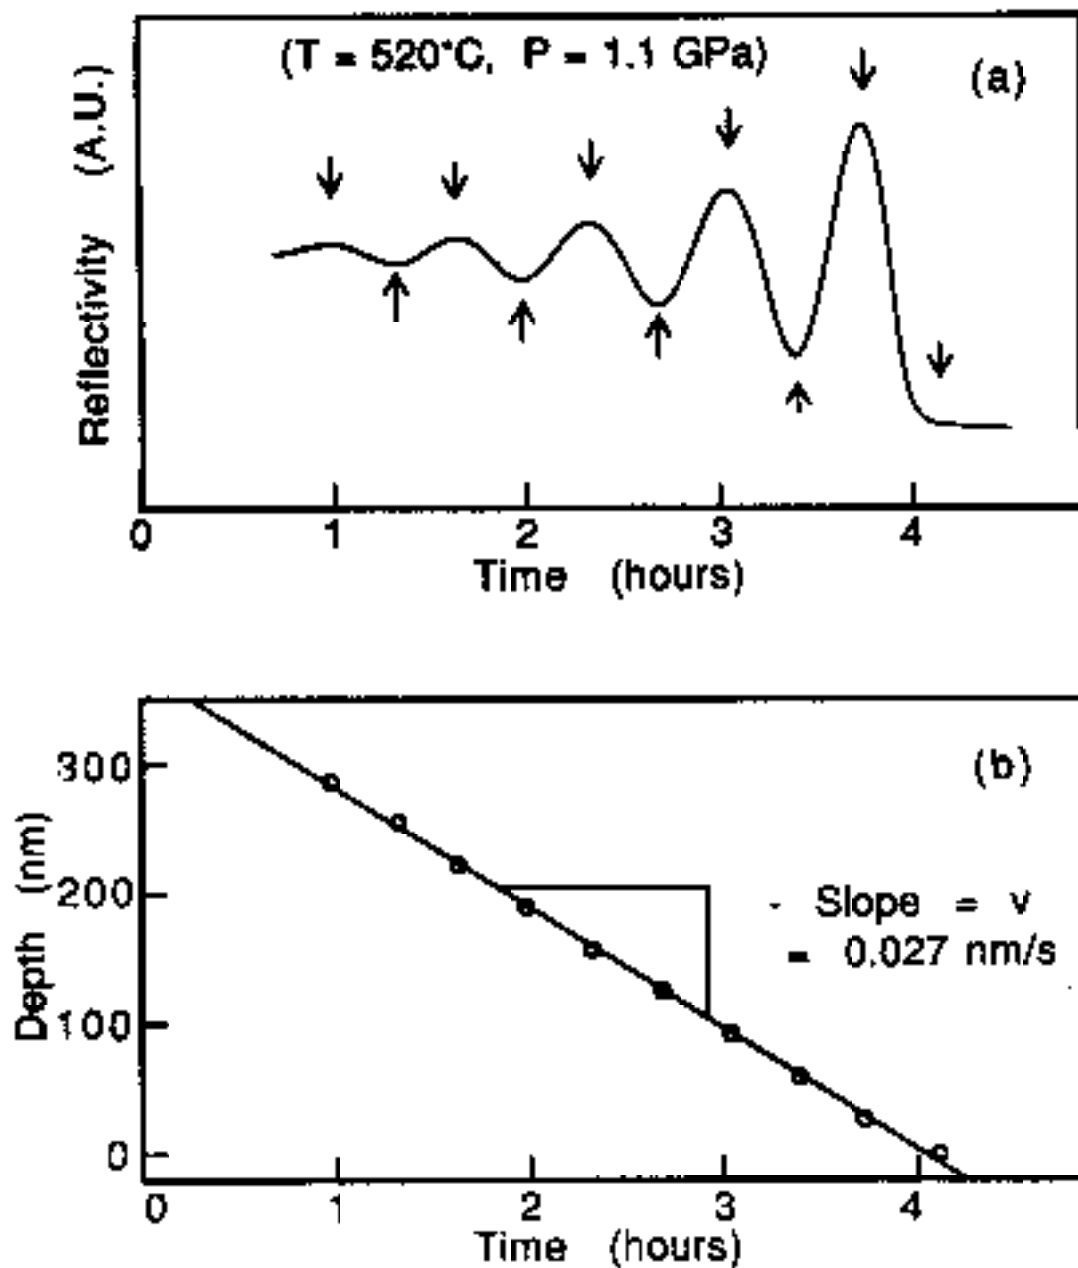 (T = 520°C, P = 1.1 GPa)
(a)
Reflectivity (A.U.)
0 1 2 3 4
Time (hours)
(b)
300
200
100
0
Depth (nm)
Slope = v
= 0.027 nm/s
0 1 2 3 4
Time (hours)